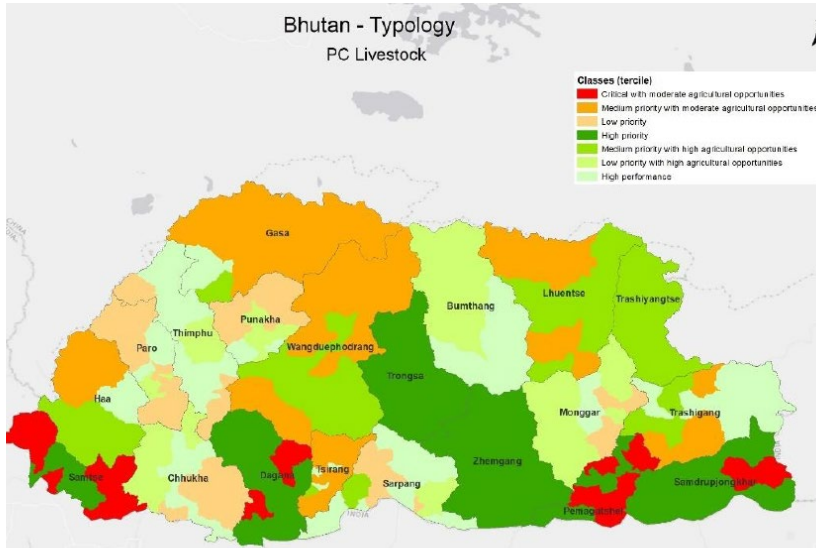 Bhutan - Typology
PC Livestock
Classes (tercile)
Critical with moderate agricultural opportunities
Medium priority with moderate agricultural opportunities
Low priority
High priority
Medium priority with high agricultural opportunities
Low priority with high agricultural opportunities
High performance
Gasa
Lhuentse
Trashiyangtse
Bumthang
Punakha
Thimphu
Paro
Wangduephodrang
Trongsa
Haa
Monggar
Trashigang
Zhemgang
Samtse
Chhukha
Dagana
Tsirang
Sarpang
Samdrupjongkhar
Pemagatshel
INDIA